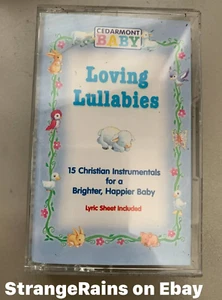 CEDARMONT
BABY
Loving
Lullabies
15 Christian Instrumentals
for a
Brighter, Happier Baby
Lyric Sheet Included
StrangeRains on Ebay